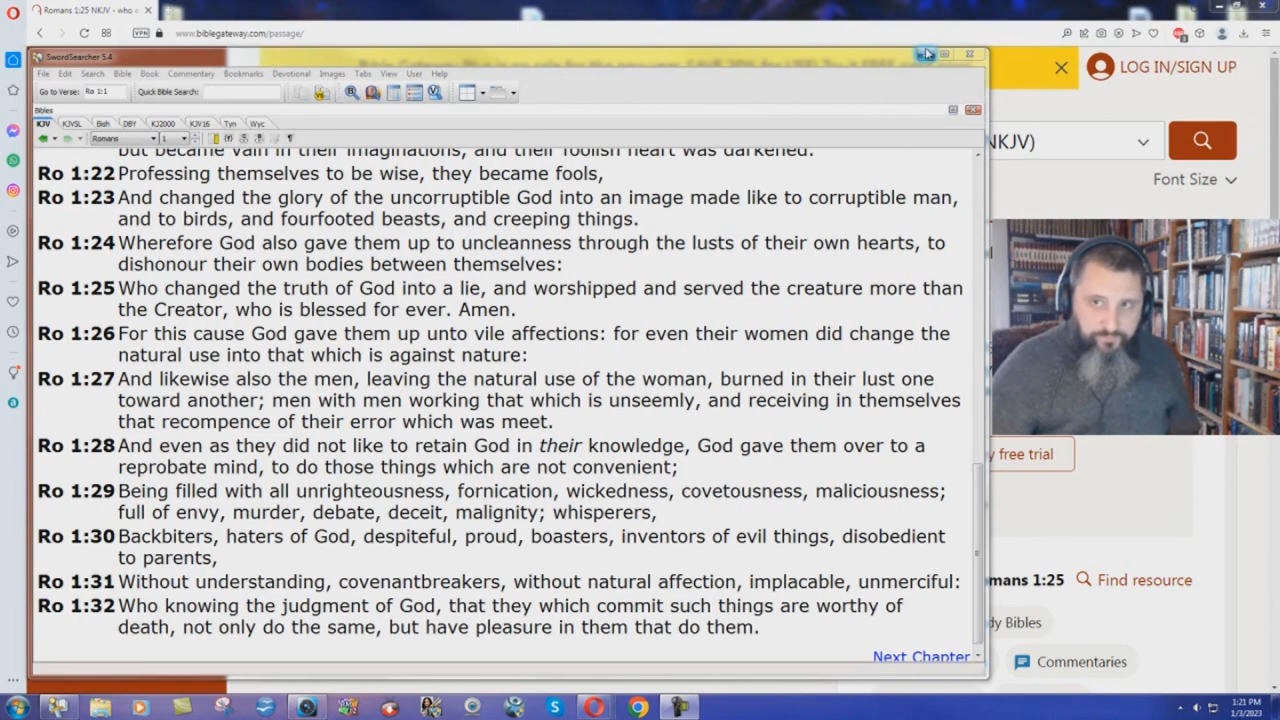 Romans 1:25 NKJV - who
www.biblegateway.com/passage/
SwordSearcher 5.4
File Edit Search Bible Book Commentary Bookmarks Devotional Images Tabs View User Help
Go to Verse: Ro 1:1 Quick Bible Search:
Bibles
KJV KJVSL Bish DBY KJ2000 KJV16 Tyn Wyc
Romans 1
but became vain in their imaginations, and their foolish heart was darkened.
Ro 1:22 Professing themselves to be wise, they became fools,
Ro 1:23 And changed the glory of the uncorruptible God into an image made like to corruptible man,
and to birds, and fourfooted beasts, and creeping things.
Ro 1:24 Wherefore God also gave them up to uncleanness through the lusts of their own hearts, to
dishonour their own bodies between themselves:
Ro 1:25 Who changed the truth of God into a lie, and worshipped and served the creature more than
the Creator, who is blessed for ever. Amen.
Ro 1:26 For this cause God gave them up unto vile affections: for even their women did change the
natural use into that which is against nature:
Ro 1:27 And likewise also the men, leaving the natural use of the woman, burned in their lust one
toward another; men with men working that which is unseemly, and receiving in themselves
that recompence of their error which was meet.
Ro 1:28 And even as they did not like to retain God in their knowledge, God gave them over to a
reprobate mind, to do those things which are not convenient;
Ro 1:29 Being filled with all unrighteousness, fornication, wickedness, covetousness, maliciousness;
full of envy, murder, debate, deceit, malignity; whisperers,
Ro 1:30 Backbiters, haters of God, despiteful, proud, boasters, inventors of evil things, disobedient
to parents,
Ro 1:31 Without understanding, covenantbreakers, without natural affection, implacable, unmerciful:
Ro 1:32 Who knowing the judgment of God, that they which commit such things are worthy of
death, not only do the same, but have pleasure in them that do them.
Next Chapter
LOG IN/SIGN UP
NKJV)
Font Size
y free trial
omans 1:25 Find resource
dy Bibles
Commentaries
1:21 PM
1/3/2023